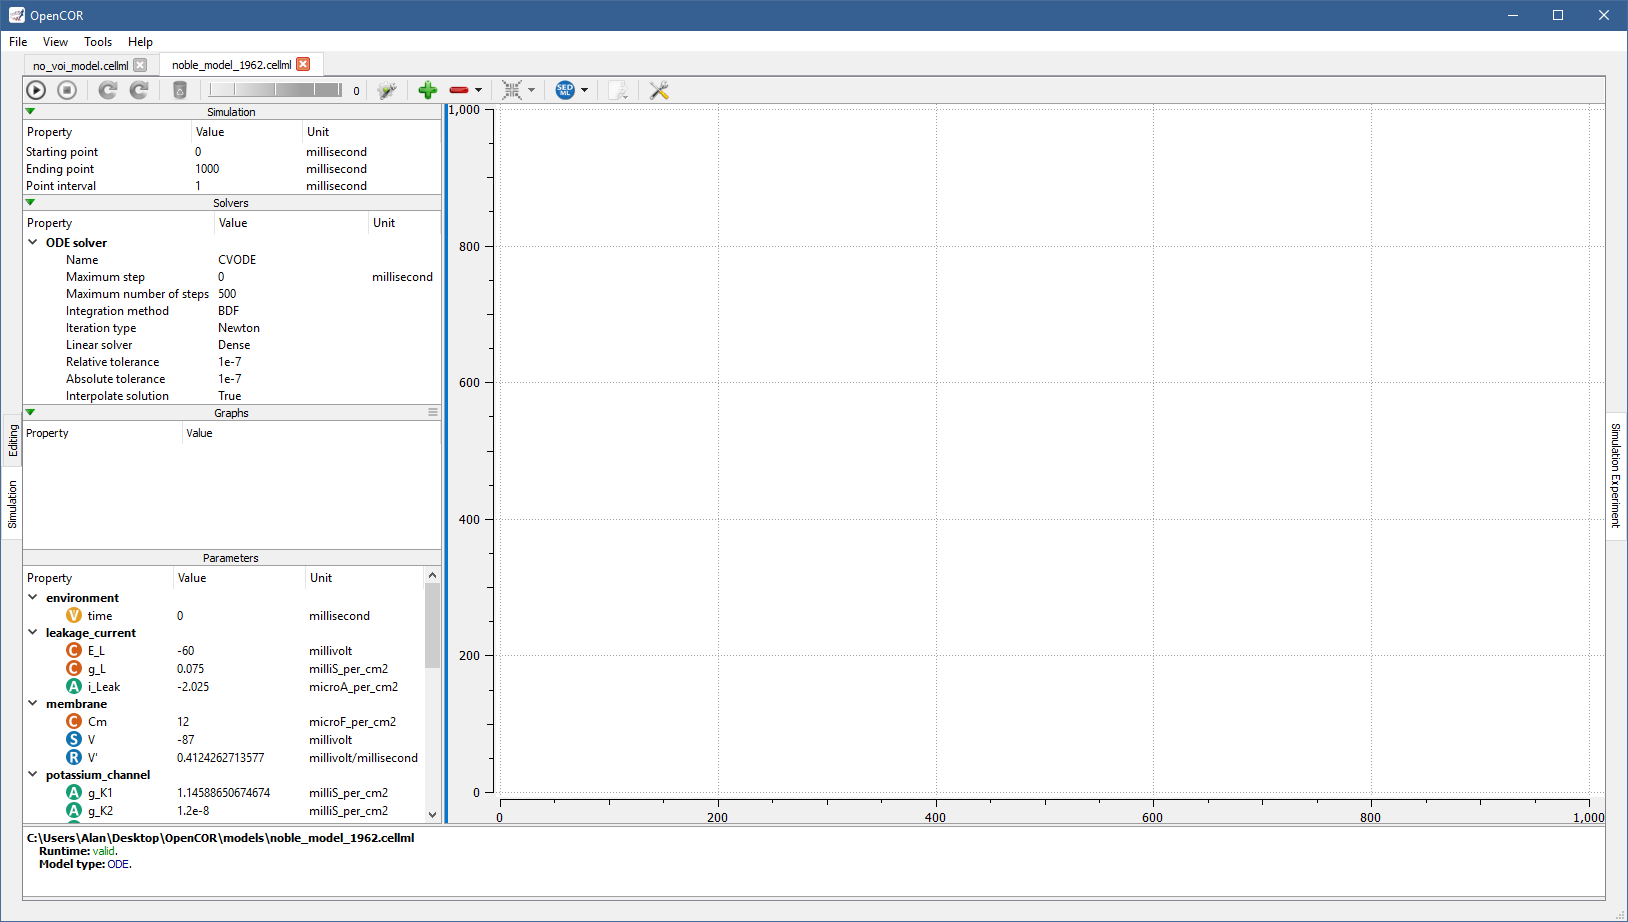 OpenCOR
File View Tools Help
no_voi_model.cellml noble_model_1962.cellml
0 SED ML
Simulation
Property Value Unit
Starting point 0 millisecond
Ending point 1000 millisecond
Point interval 1 millisecond
Solvers
Property Value Unit
ODE solver
Name CVODE
Maximum step 0 millisecond
Maximum number of steps 500
Integration method BDF
Iteration type Newton
Linear solver Dense
Relative tolerance 1e-7
Absolute tolerance 1e-7
Interpolate solution True
Graphs
Property Value
Parameters
Property Value Unit
environment
V time 0 millisecond
leakage_current
C E_L -60 millivolt
C g_L 0.075 milliS_per_cm2
A i_Leak -2.025 microA_per_cm2
membrane
C Cm 12 microF_per_cm2
S V -87 millivolt
R V' 0.4124262713577 millivolt/millisecond
potassium_channel
A g_K1 1.14588650674674 milliS_per_cm2
A g_K2 1.2e-8 milliS_per_cm2
Editing
Simulation
1,000
800
600
400
200
0
0 200 400 600 800 1,000
Simulation Experiment
C:\Users\Alan\Desktop\OpenCOR\models\noble_model_1962.cellml
Runtime: valid.
Model type: ODE.